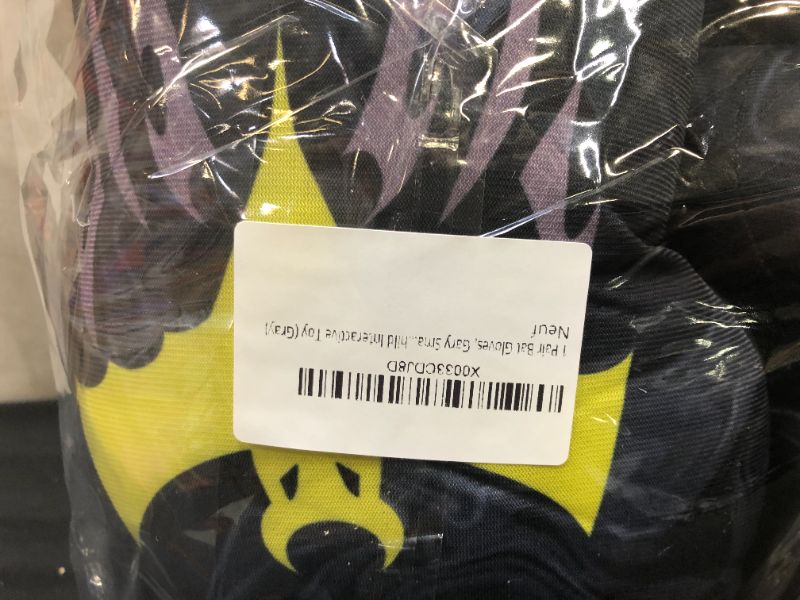 X0033CDJ8D
1 Pair Bat Gloves, Gary Sma...hild Interactive Toy (Gray)
Neuf